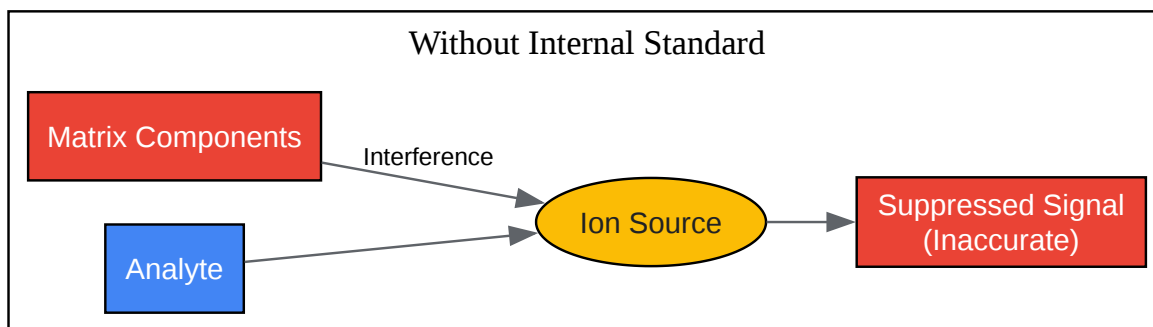 Without Internal Standard
Matrix Components
Interference
Analyte
Ion Source
Suppressed Signal
(Inaccurate)